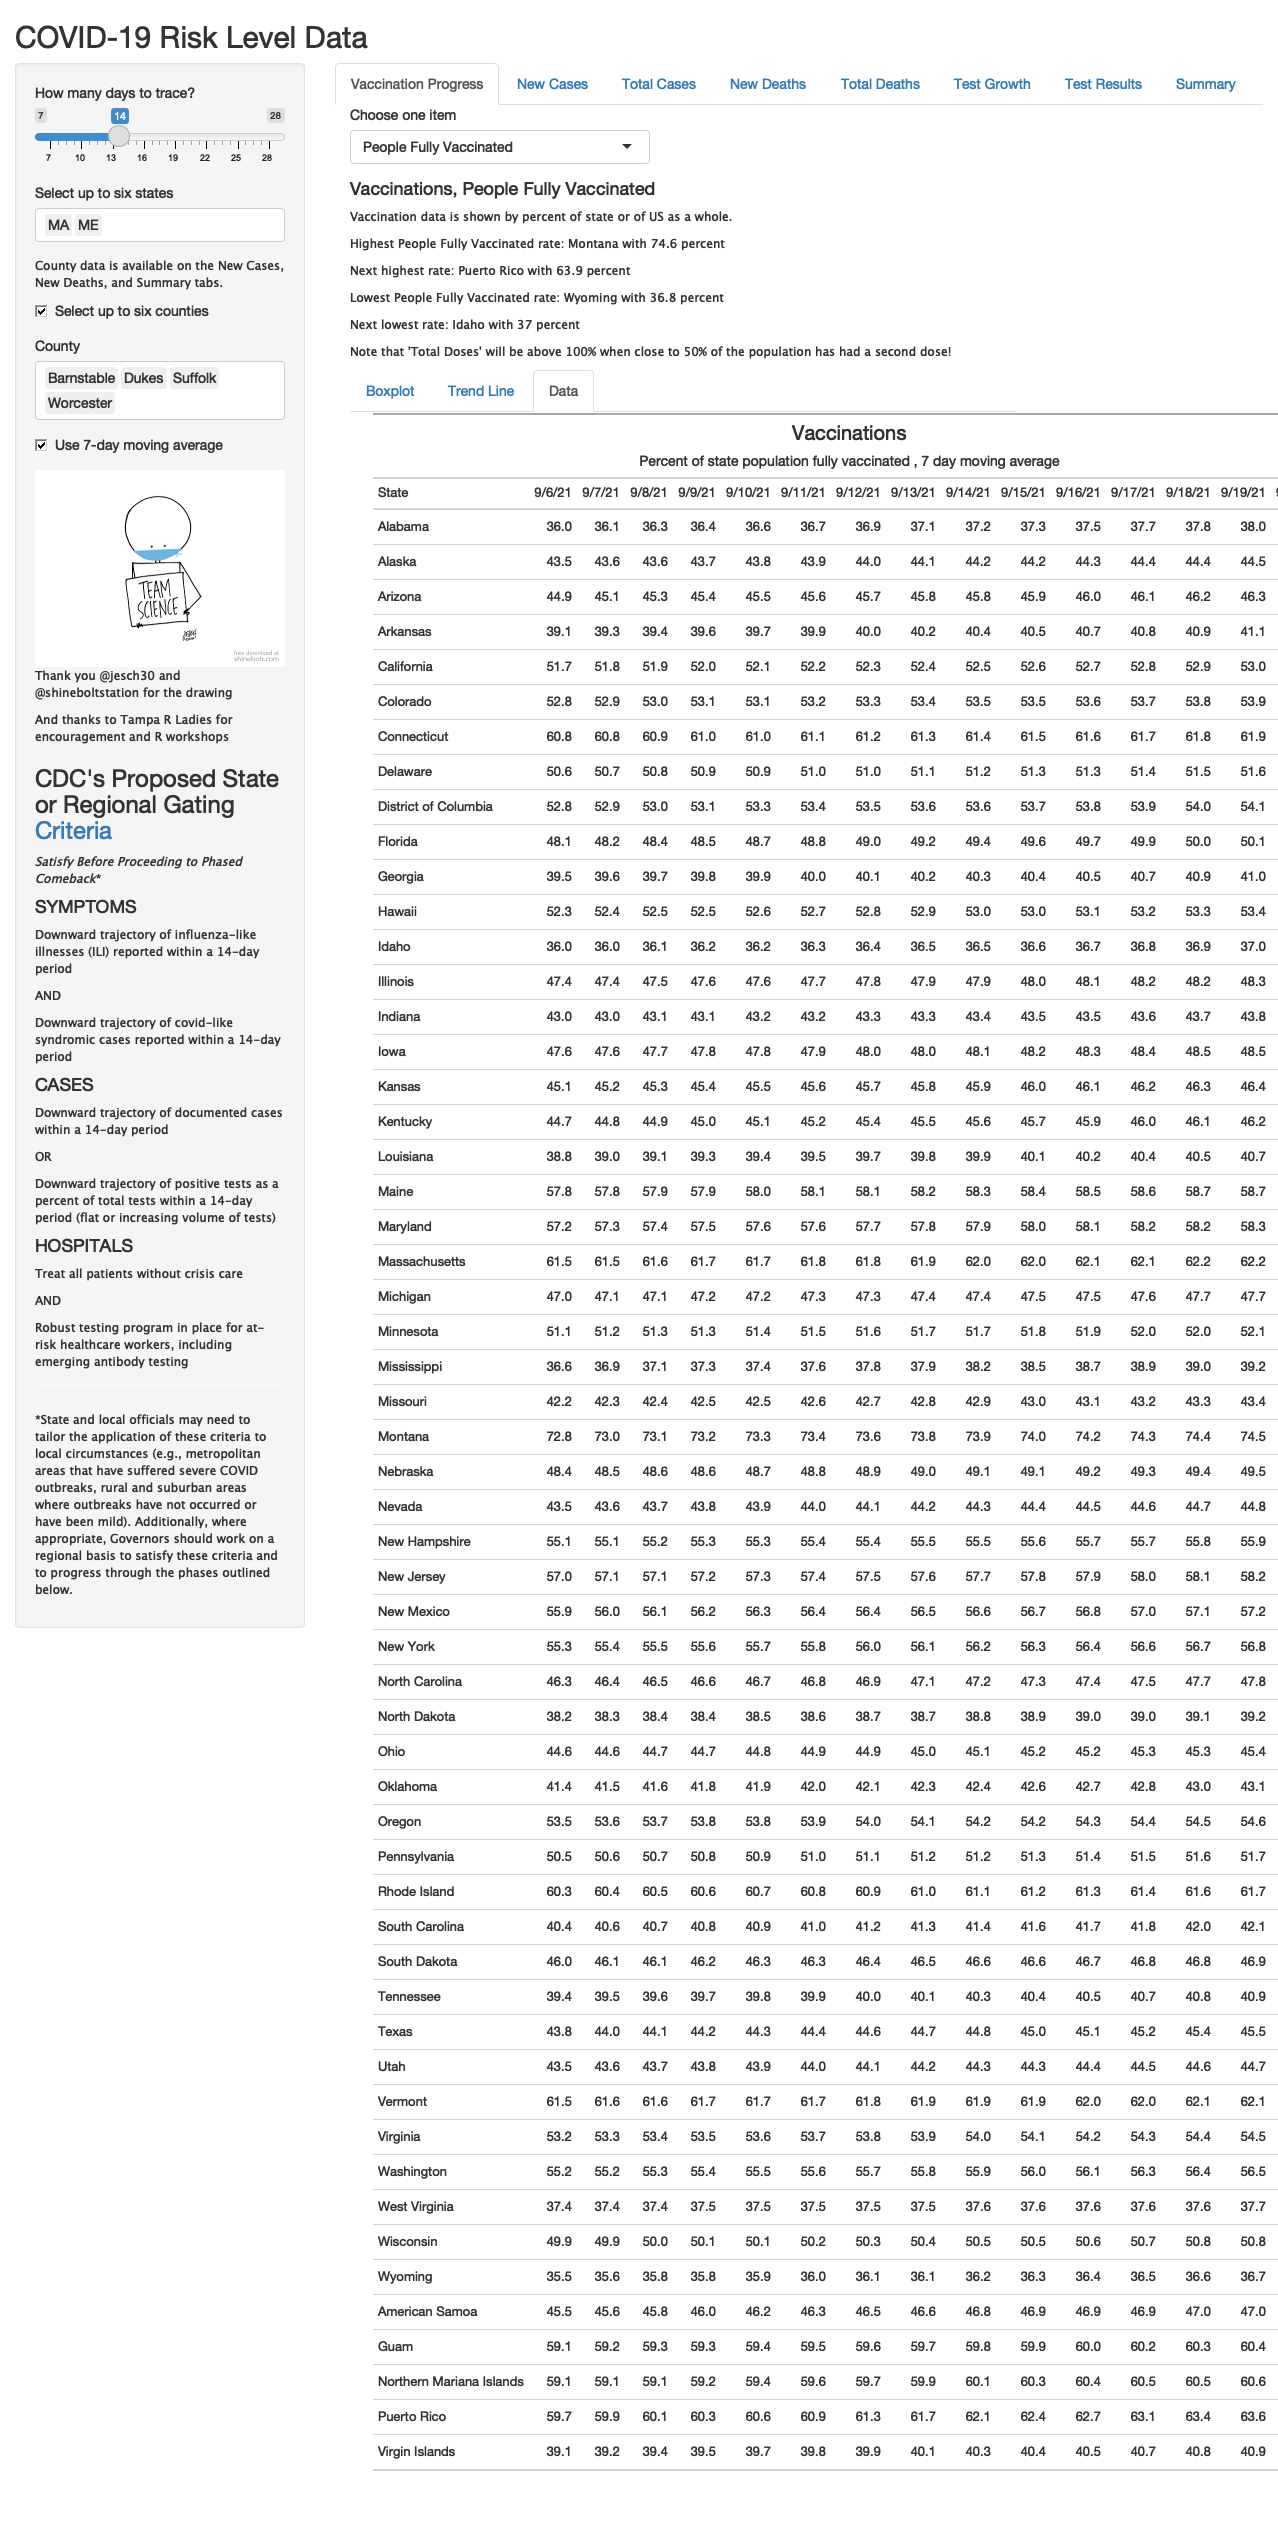 COVID-19 Risk Level Data
How many days to trace?
7 14 28
7 10 13 16 19 22 25 28
Select up to six states
MA ME
County data is available on the New Cases,
New Deaths, and Summary tabs.
Select up to six counties
County
Barnstable Dukes Suffolk
Worcester
Use 7-day moving average
TEAM
SCIENCE
free download at
shinebolt.com
Thank you @jesch30 and
@shineboltstation for the drawing
And thanks to Tampa R Ladies for
encouragement and R workshops
CDC's Proposed State
or Regional Gating
Criteria
Satisfy Before Proceeding to Phased
Comeback*
SYMPTOMS
Downward trajectory of influenza-like
illnesses (ILI) reported within a 14-day
period
AND
Downward trajectory of covid-like
syndromic cases reported within a 14-day
period
CASES
Downward trajectory of documented cases
within a 14-day period
OR
Downward trajectory of positive tests as a
percent of total tests within a 14-day
period (flat or increasing volume of tests)
HOSPITALS
Treat all patients without crisis care
AND
Robust testing program in place for at-
risk healthcare workers, including
emerging antibody testing
*State and local officials may need to
tailor the application of these criteria to
local circumstances (e.g., metropolitan
areas that have suffered severe COVID
outbreaks, rural and suburban areas
where outbreaks have not occurred or
have been mild). Additionally, where
appropriate, Governors should work on a
regional basis to satisfy these criteria and
to progress through the phases outlined
below.
Vaccination Progress New Cases Total Cases New Deaths Total Deaths Test Growth Test Results Summary
Choose one item
People Fully Vaccinated
Vaccinations, People Fully Vaccinated
Vaccination data is shown by percent of state or of US as a whole.
Highest People Fully Vaccinated rate: Montana with 74.6 percent
Next highest rate: Puerto Rico with 63.9 percent
Lowest People Fully Vaccinated rate: Wyoming with 36.8 percent
Next lowest rate: Idaho with 37 percent
Note that 'Total Doses' will be above 100% when close to 50% of the population has had a second dose!
Boxplot Trend Line Data
Vaccinations
Percent of state population fully vaccinated , 7 day moving average
State 9/6/21 9/7/21 9/8/21 9/9/21 9/10/21 9/11/21 9/12/21 9/13/21 9/14/21 9/15/21 9/16/21 9/17/21 9/18/21 9/19/21
Alabama 36.0 36.1 36.3 36.4 36.6 36.7 36.9 37.1 37.2 37.3 37.5 37.7 37.8 38.0
Alaska 43.5 43.6 43.6 43.7 43.8 43.9 44.0 44.1 44.2 44.2 44.3 44.4 44.4 44.5
Arizona 44.9 45.1 45.3 45.4 45.5 45.6 45.7 45.8 45.8 45.9 46.0 46.1 46.2 46.3
Arkansas 39.1 39.3 39.4 39.6 39.7 39.9 40.0 40.2 40.4 40.5 40.7 40.8 40.9 41.1
California 51.7 51.8 51.9 52.0 52.1 52.2 52.3 52.4 52.5 52.6 52.7 52.8 52.9 53.0
Colorado 52.8 52.9 53.0 53.1 53.1 53.2 53.3 53.4 53.5 53.5 53.6 53.7 53.8 53.9
Connecticut 60.8 60.8 60.9 61.0 61.0 61.1 61.2 61.3 61.4 61.5 61.6 61.7 61.8 61.9
Delaware 50.6 50.7 50.8 50.9 50.9 51.0 51.0 51.1 51.2 51.3 51.3 51.4 51.5 51.6
District of Columbia 52.8 52.9 53.0 53.1 53.3 53.4 53.5 53.6 53.6 53.7 53.8 53.9 54.0 54.1
Florida 48.1 48.2 48.4 48.5 48.7 48.8 49.0 49.2 49.4 49.6 49.7 49.9 50.0 50.1
Georgia 39.5 39.6 39.7 39.8 39.9 40.0 40.1 40.2 40.3 40.4 40.5 40.7 40.9 41.0
Hawaii 52.3 52.4 52.5 52.5 52.6 52.7 52.8 52.9 53.0 53.0 53.1 53.2 53.3 53.4
Idaho 36.0 36.0 36.1 36.2 36.2 36.3 36.4 36.5 36.5 36.6 36.7 36.8 36.9 37.0
Illinois 47.4 47.4 47.5 47.6 47.6 47.7 47.8 47.9 47.9 48.0 48.1 48.2 48.2 48.3
Indiana 43.0 43.0 43.1 43.1 43.2 43.2 43.3 43.3 43.4 43.5 43.5 43.6 43.7 43.8
Iowa 47.6 47.6 47.7 47.8 47.8 47.9 48.0 48.0 48.1 48.2 48.3 48.4 48.5 48.5
Kansas 45.1 45.2 45.3 45.4 45.5 45.6 45.7 45.8 45.9 46.0 46.1 46.2 46.3 46.4
Kentucky 44.7 44.8 44.9 45.0 45.1 45.2 45.4 45.5 45.6 45.7 45.9 46.0 46.1 46.2
Louisiana 38.8 39.0 39.1 39.3 39.4 39.5 39.7 39.8 39.9 40.1 40.2 40.4 40.5 40.7
Maine 57.8 57.8 57.9 57.9 58.0 58.1 58.1 58.2 58.3 58.4 58.5 58.6 58.7 58.7
Maryland 57.2 57.3 57.4 57.5 57.6 57.6 57.7 57.8 57.9 58.0 58.1 58.2 58.2 58.3
Massachusetts 61.5 61.5 61.6 61.7 61.7 61.8 61.8 61.9 62.0 62.0 62.1 62.1 62.2 62.2
Michigan 47.0 47.1 47.1 47.2 47.2 47.3 47.3 47.4 47.4 47.5 47.5 47.6 47.7 47.7
Minnesota 51.1 51.2 51.3 51.3 51.4 51.5 51.6 51.7 51.7 51.8 51.9 52.0 52.0 52.1
Mississippi 36.6 36.9 37.1 37.3 37.4 37.6 37.8 37.9 38.2 38.5 38.7 38.9 39.0 39.2
Missouri 42.2 42.3 42.4 42.5 42.5 42.6 42.7 42.8 42.9 43.0 43.1 43.2 43.3 43.4
Montana 72.8 73.0 73.1 73.2 73.3 73.4 73.6 73.8 73.9 74.0 74.2 74.3 74.4 74.5
Nebraska 48.4 48.5 48.6 48.6 48.7 48.8 48.9 49.0 49.1 49.1 49.2 49.3 49.4 49.5
Nevada 43.5 43.6 43.7 43.8 43.9 44.0 44.1 44.2 44.3 44.4 44.5 44.6 44.7 44.8
New Hampshire 55.1 55.1 55.2 55.3 55.3 55.4 55.4 55.5 55.5 55.6 55.7 55.7 55.8 55.9
New Jersey 57.0 57.1 57.1 57.2 57.3 57.4 57.5 57.6 57.7 57.8 57.9 58.0 58.1 58.2
New Mexico 55.9 56.0 56.1 56.2 56.3 56.4 56.4 56.5 56.6 56.7 56.8 57.0 57.1 57.2
New York 55.3 55.4 55.5 55.6 55.7 55.8 56.0 56.1 56.2 56.3 56.4 56.6 56.7 56.8
North Carolina 46.3 46.4 46.5 46.6 46.7 46.8 46.9 47.1 47.2 47.3 47.4 47.5 47.7 47.8
North Dakota 38.2 38.3 38.4 38.4 38.5 38.6 38.7 38.7 38.8 38.9 39.0 39.0 39.1 39.2
Ohio 44.6 44.6 44.7 44.7 44.8 44.9 44.9 45.0 45.1 45.2 45.2 45.3 45.3 45.4
Oklahoma 41.4 41.5 41.6 41.8 41.9 42.0 42.1 42.3 42.4 42.6 42.7 42.8 43.0 43.1
Oregon 53.5 53.6 53.7 53.8 53.8 53.9 54.0 54.1 54.2 54.2 54.3 54.4 54.5 54.6
Pennsylvania 50.5 50.6 50.7 50.8 50.9 51.0 51.1 51.2 51.2 51.3 51.4 51.5 51.6 51.7
Rhode Island 60.3 60.4 60.5 60.6 60.7 60.8 60.9 61.0 61.1 61.2 61.3 61.4 61.6 61.7
South Carolina 40.4 40.6 40.7 40.8 40.9 41.0 41.2 41.3 41.4 41.6 41.7 41.8 42.0 42.1
South Dakota 46.0 46.1 46.1 46.2 46.3 46.3 46.4 46.5 46.6 46.6 46.7 46.8 46.8 46.9
Tennessee 39.4 39.5 39.6 39.7 39.8 39.9 40.0 40.1 40.3 40.4 40.5 40.7 40.8 40.9
Texas 43.8 44.0 44.1 44.2 44.3 44.4 44.6 44.7 44.8 45.0 45.1 45.2 45.4 45.5
Utah 43.5 43.6 43.7 43.8 43.9 44.0 44.1 44.2 44.3 44.3 44.4 44.5 44.6 44.7
Vermont 61.5 61.6 61.6 61.7 61.7 61.7 61.8 61.9 61.9 61.9 62.0 62.0 62.1 62.1
Virginia 53.2 53.3 53.4 53.5 53.6 53.7 53.8 53.9 54.0 54.1 54.2 54.3 54.4 54.5
Washington 55.2 55.2 55.3 55.4 55.5 55.6 55.7 55.8 55.9 56.0 56.1 56.3 56.4 56.5
West Virginia 37.4 37.4 37.4 37.5 37.5 37.5 37.5 37.5 37.6 37.6 37.6 37.6 37.6 37.7
Wisconsin 49.9 49.9 50.0 50.1 50.1 50.2 50.3 50.4 50.5 50.5 50.6 50.7 50.8 50.8
Wyoming 35.5 35.6 35.8 35.8 35.9 36.0 36.1 36.1 36.2 36.3 36.4 36.5 36.6 36.7
American Samoa 45.5 45.6 45.8 46.0 46.2 46.3 46.5 46.6 46.8 46.9 46.9 46.9 47.0 47.0
Guam 59.1 59.2 59.3 59.3 59.4 59.5 59.6 59.7 59.8 59.9 60.0 60.2 60.3 60.4
Northern Mariana Islands 59.1 59.1 59.1 59.2 59.4 59.6 59.7 59.9 60.1 60.3 60.4 60.5 60.5 60.6
Puerto Rico 59.7 59.9 60.1 60.3 60.6 60.9 61.3 61.7 62.1 62.4 62.7 63.1 63.4 63.6
Virgin Islands 39.1 39.2 39.4 39.5 39.7 39.8 39.9 40.1 40.3 40.4 40.5 40.7 40.8 40.9